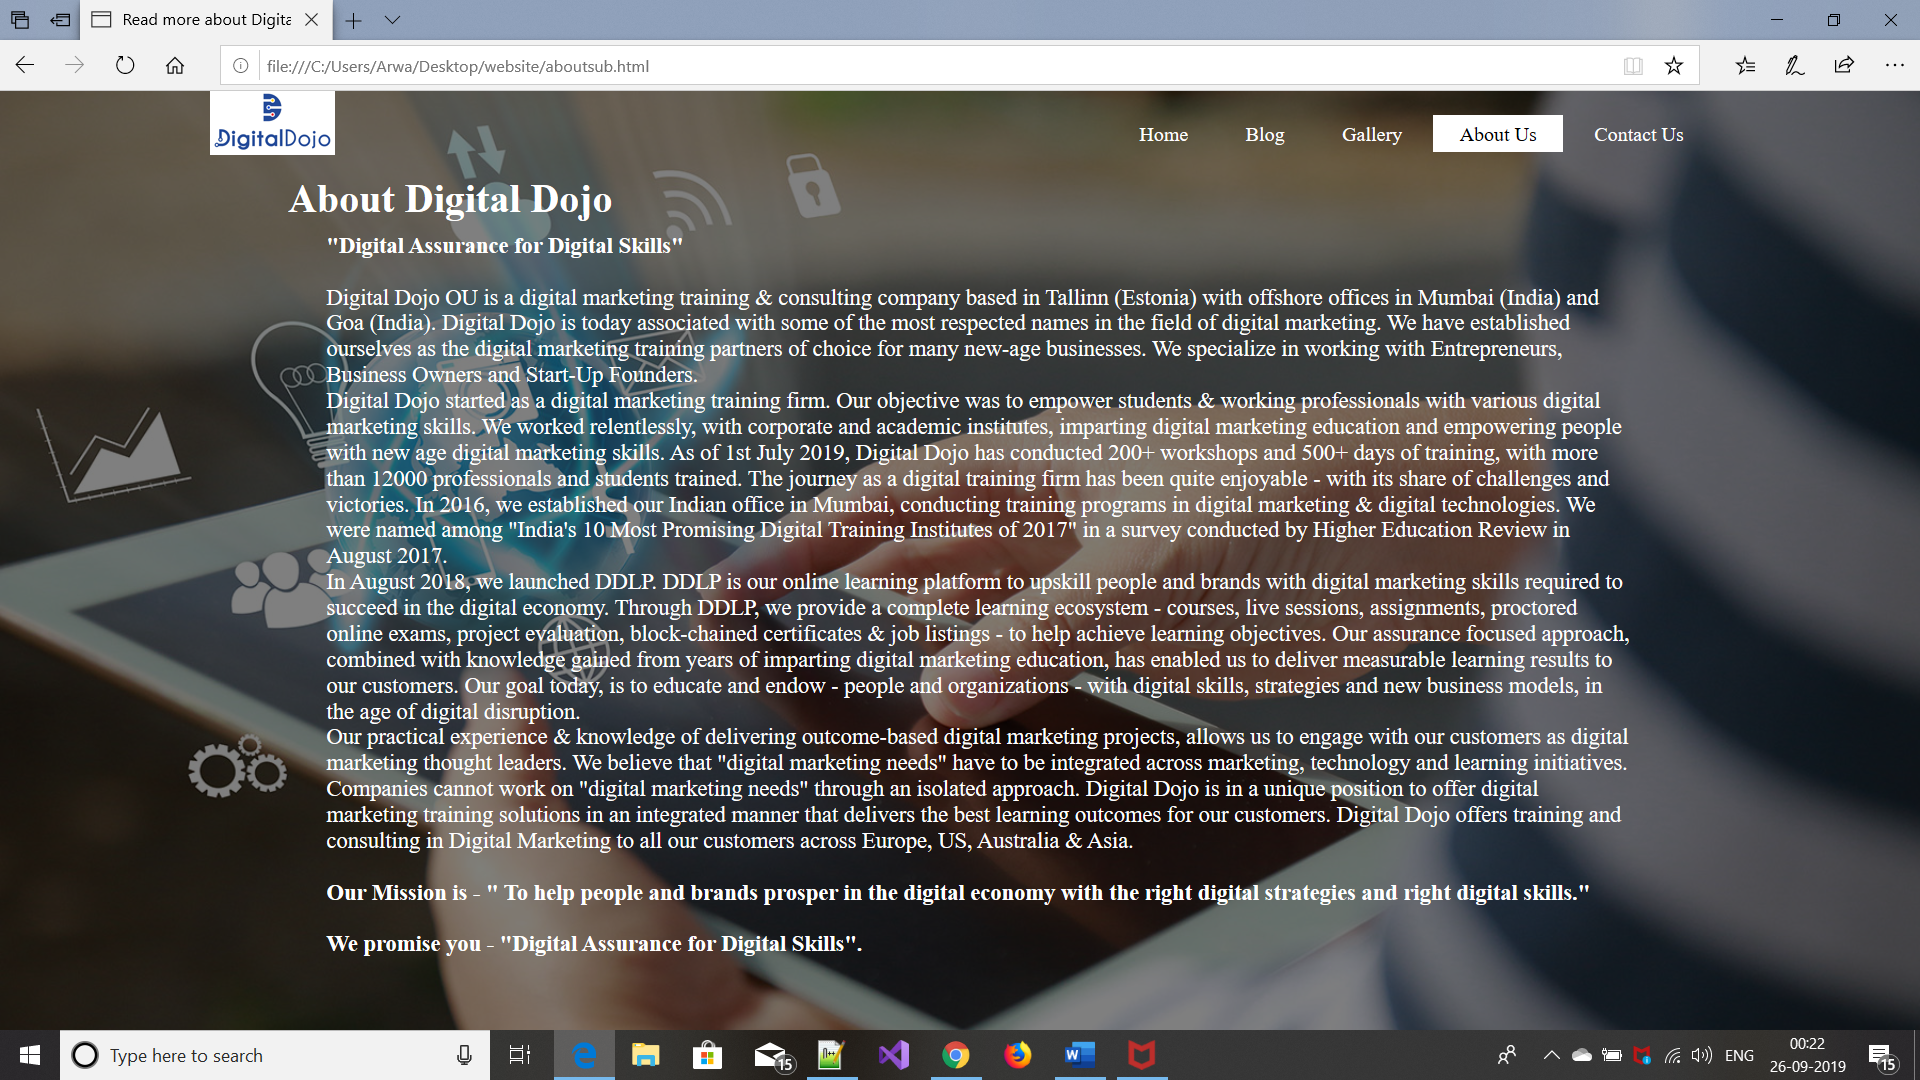 Read more about Digita
file:///C:/Users/Arwa/Desktop/website/aboutsub.html
DigitalDojo
Home Blog Gallery About Us Contact Us
About Digital Dojo
"Digital Assurance for Digital Skills"
Digital Dojo OU is a digital marketing training & consulting company based in Tallinn (Estonia) with offshore offices in Mumbai (India) and
Goa (India). Digital Dojo is today associated with some of the most respected names in the field of digital marketing. We have established
ourselves as the digital marketing training partners of choice for many new-age businesses. We specialize in working with Entrepreneurs,
Business Owners and Start-Up Founders.
Digital Dojo started as a digital marketing training firm. Our objective was to empower students & working professionals with various digital
marketing skills. We worked relentlessly, with corporate and academic institutes, imparting digital marketing education and empowering people
with new age digital marketing skills. As of 1st July 2019, Digital Dojo has conducted 200+ workshops and 500+ days of training, with more
than 12000 professionals and students trained. The journey as a digital training firm has been quite enjoyable - with its share of challenges and
victories. In 2016, we established our Indian office in Mumbai, conducting training programs in digital marketing & digital technologies. We
were named among "India's 10 Most Promising Digital Training Institutes of 2017" in a survey conducted by Higher Education Review in
August 2017.
In August 2018, we launched DDLP. DDLP is our online learning platform to upskill people and brands with digital marketing skills required to
succeed in the digital economy. Through DDLP, we provide a complete learning ecosystem - courses, live sessions, assignments, proctored
online exams, project evaluation, block-chained certificates & job listings - to help achieve learning objectives. Our assurance focused approach,
combined with knowledge gained from years of imparting digital marketing education, has enabled us to deliver measurable learning results to
our customers. Our goal today, is to educate and endow - people and organizations - with digital skills, strategies and new business models, in
the age of digital disruption.
Our practical experience & knowledge of delivering outcome-based digital marketing projects, allows us to engage with our customers as digital
marketing thought leaders. We believe that "digital marketing needs" have to be integrated across marketing, technology and learning initiatives.
Companies cannot work on "digital marketing needs" through an isolated approach. Digital Dojo is in a unique position to offer digital
marketing training solutions in an integrated manner that delivers the best learning outcomes for our customers. Digital Dojo offers training and
consulting in Digital Marketing to all our customers across Europe, US, Australia & Asia.
Our Mission is - " To help people and brands prosper in the digital economy with the right digital strategies and right digital skills."
We promise you - "Digital Assurance for Digital Skills".
Type here to search
15
ENG
00:22
26-09-2019
15